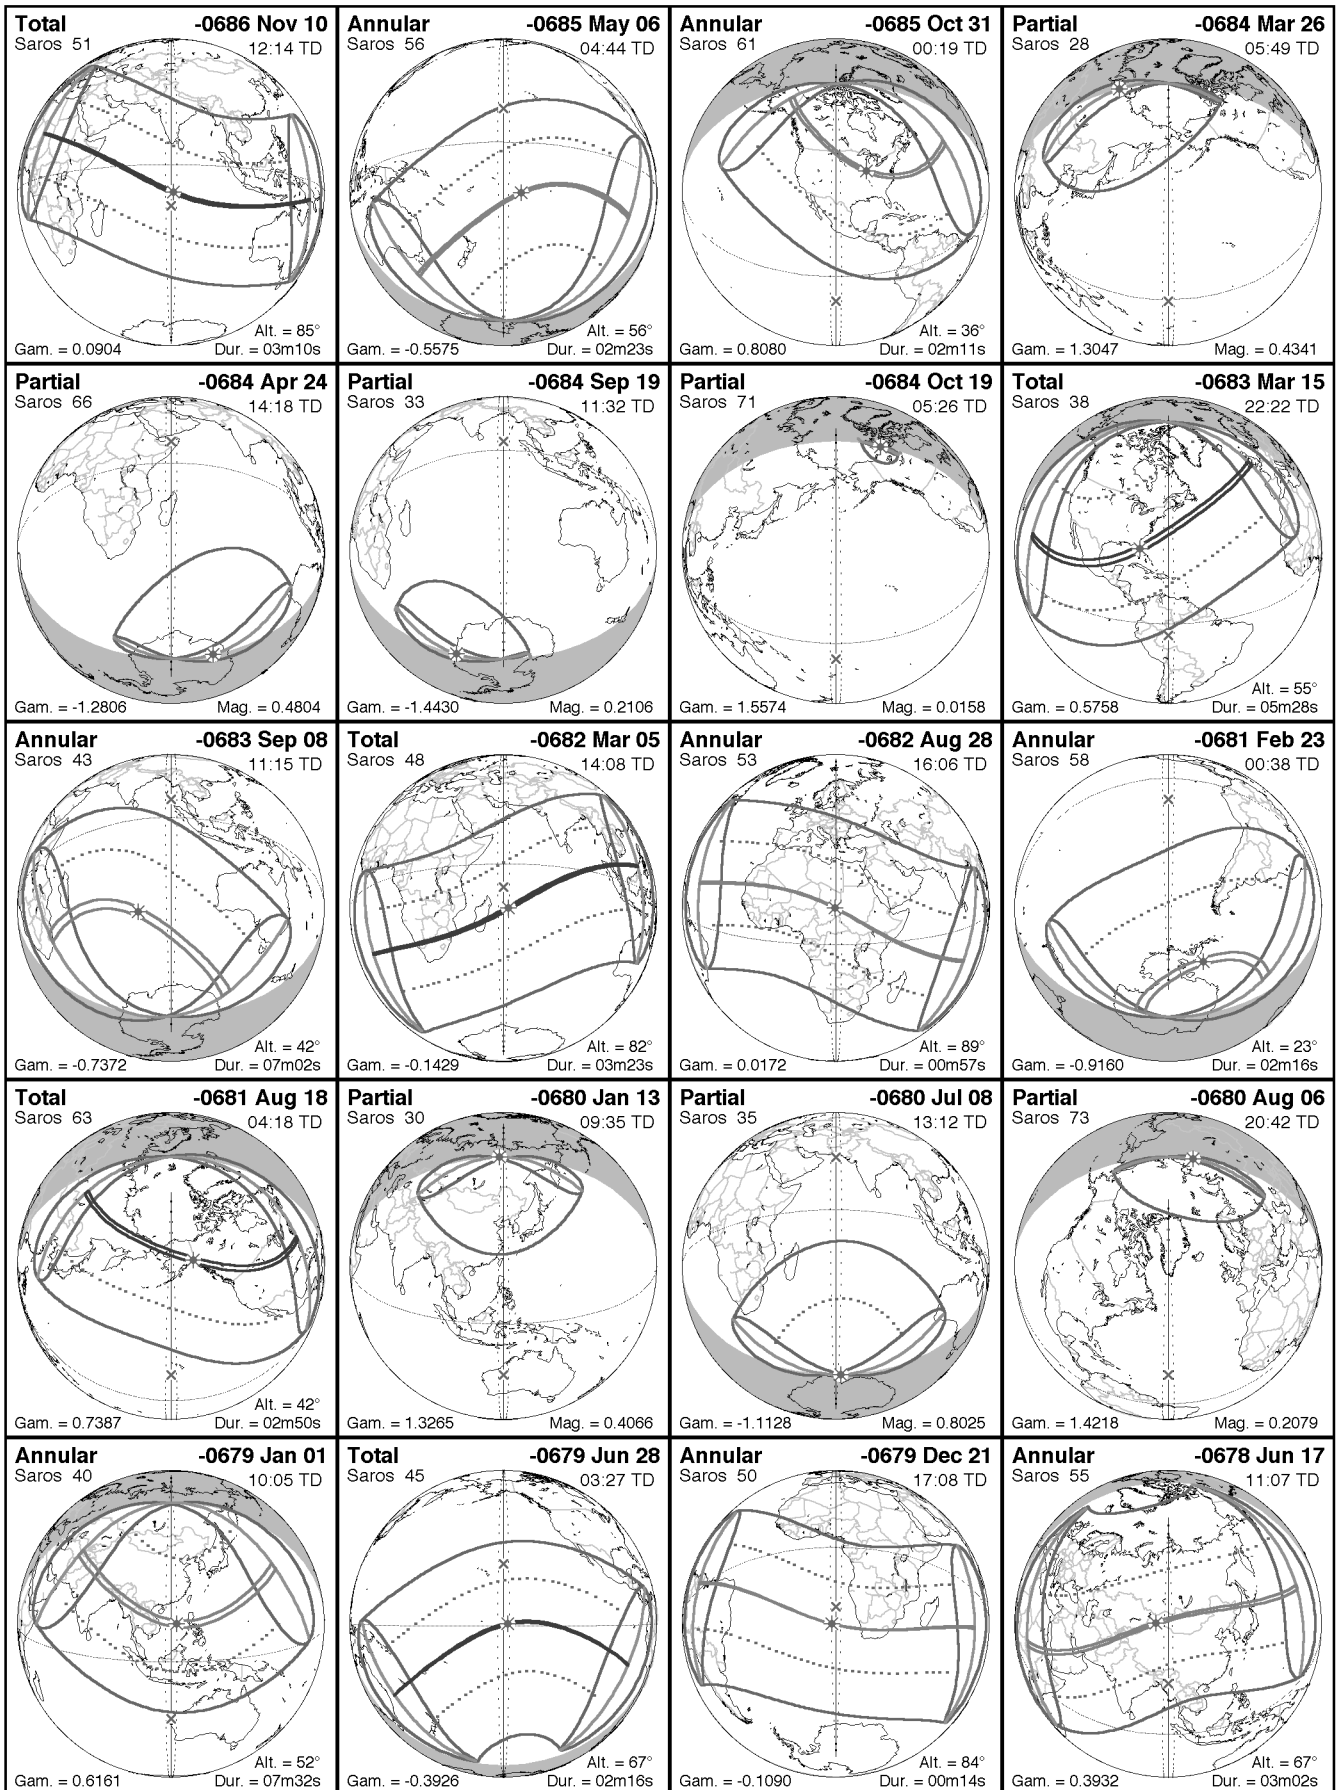 Total -0686 Nov 10
Saros 51 12:14 TD
Alt. = 85°
Gam. = 0.0904 Dur. = 03m10s
Annular -0685 May 06
Saros 56 04:44 TD
Alt. = 56°
Gam. = -0.5575 Dur. = 02m23s
Annular -0685 Oct 31
Saros 61 00:19 TD
Alt. = 36°
Gam. = 0.8080 Dur. = 02m11s
Partial -0684 Mar 26
Saros 28 05:49 TD
Gam. = 1.3047 Mag. = 0.4341
Partial -0684 Apr 24
Saros 66 14:18 TD
Gam. = -1.2806 Mag. = 0.4804
Partial -0684 Sep 19
Saros 33 11:32 TD
Gam. = -1.4430 Mag. = 0.2106
Partial -0684 Oct 19
Saros 71 05:26 TD
Gam. = 1.5574 Mag. = 0.0158
Total -0683 Mar 15
Saros 38 22:22 TD
Alt. = 55°
Gam. = 0.5758 Dur. = 05m28s
Annular -0683 Sep 08
Saros 43 11:15 TD
Alt. = 42°
Gam. = -0.7372 Dur. = 07m02s
Total -0682 Mar 05
Saros 48 14:08 TD
Alt. = 82°
Gam. = -0.1429 Dur. = 03m23s
Annular -0682 Aug 28
Saros 53 16:06 TD
Alt. = 89°
Gam. = 0.0172 Dur. = 00m57s
Annular -0681 Feb 23
Saros 58 00:38 TD
Alt. = 23°
Gam. = -0.9160 Dur. = 02m16s
Total -0681 Aug 18
Saros 63 04:18 TD
Alt. = 42°
Gam. = 0.7387 Dur. = 02m50s
Partial -0680 Jan 13
Saros 30 09:35 TD
Gam. = 1.3265 Mag. = 0.4066
Partial -0680 Jul 08
Saros 35 13:12 TD
Gam. = -1.1128 Mag. = 0.8025
Partial -0680 Aug 06
Saros 73 20:42 TD
Gam. = 1.4218 Mag. = 0.2079
Annular -0679 Jan 01
Saros 40 10:05 TD
Alt. = 52°
Gam. = 0.6161 Dur. = 07m32s
Total -0679 Jun 28
Saros 45 03:27 TD
Alt. = 67°
Gam. = -0.3926 Dur. = 02m16s
Annular -0679 Dec 21
Saros 50 17:08 TD
Alt. = 84°
Gam. = -0.1090 Dur. = 00m14s
Annular -0678 Jun 17
Saros 55 11:07 TD
Alt. = 67°
Gam. = 0.3932 Dur. = 03m02s